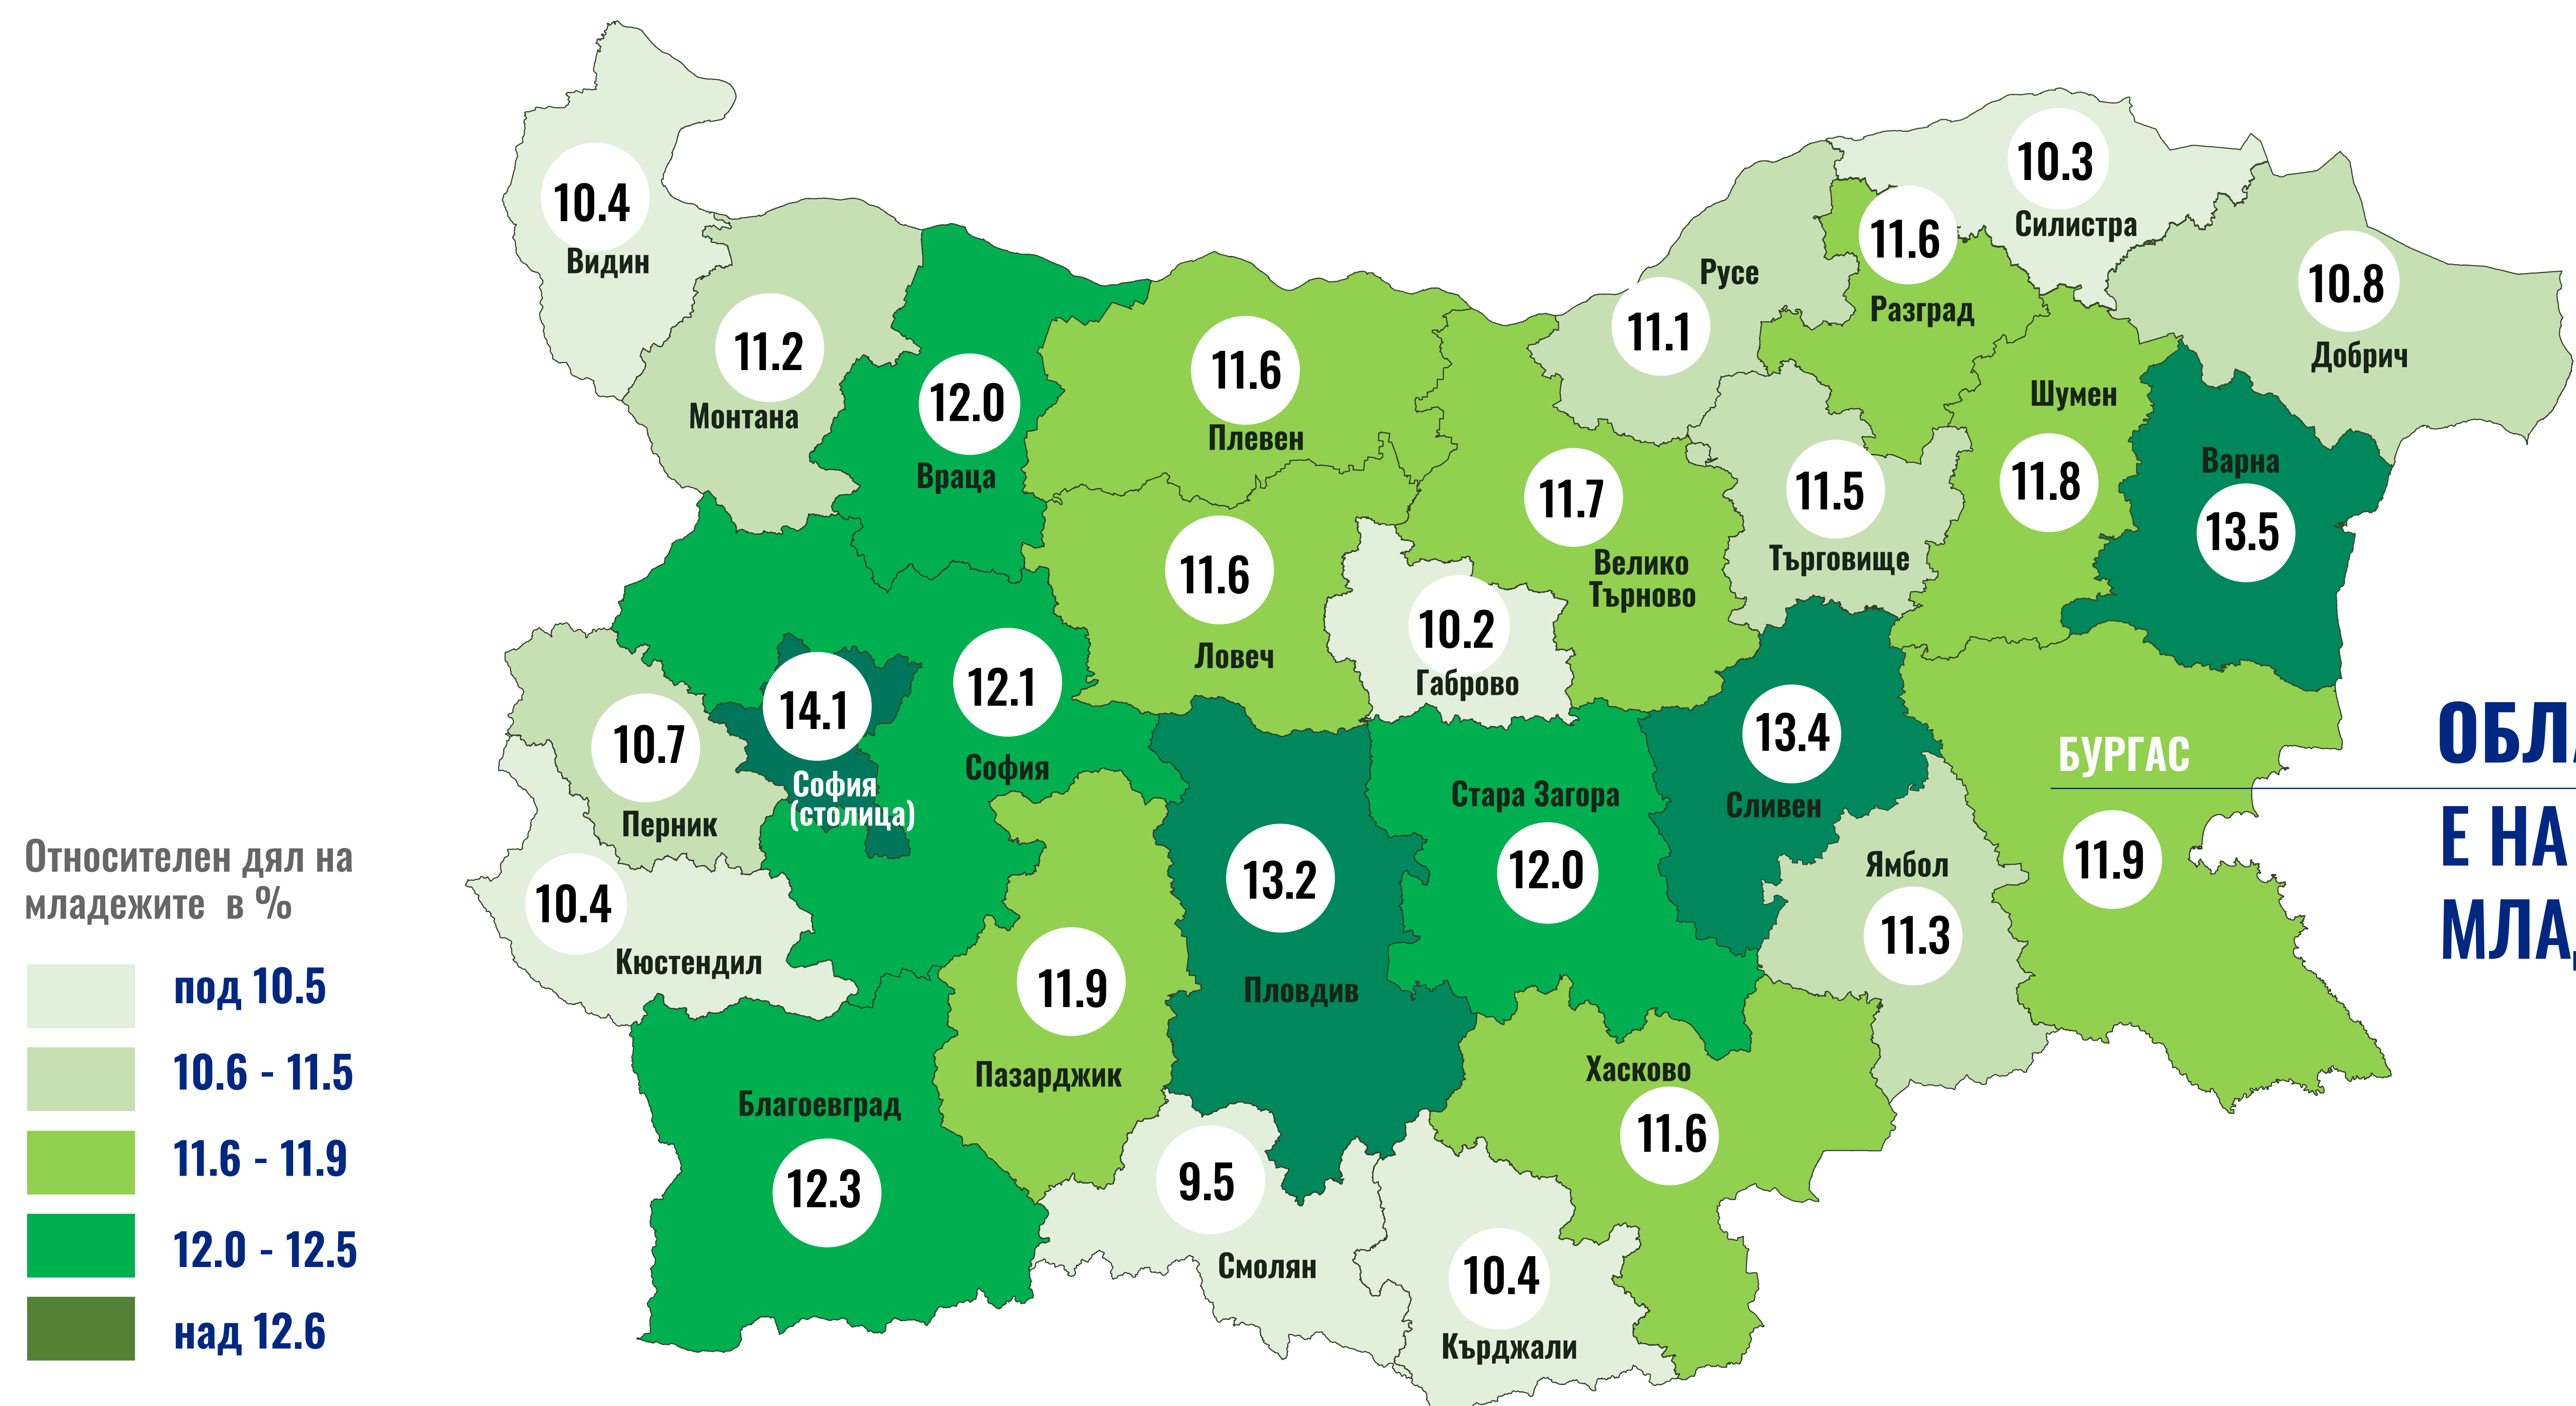 10.4
Видин
11.2
Монтана
12.0
Враца
11.6
Плевен
11.6
Ловеч
10.2
Габрово
11.7
Велико
Търново
Русе
11.1
11.6
Разград
10.3
Силистра
10.8
Добрич
Шумен
11.8
11.5
Търговище
Варна
13.5
14.1
София
(столица)
12.1
София
10.7
Перник
10.4
Кюстендил
Благоевград
12.3
11.9
Пазарджик
13.2
Пловдив
Стара Загора
12.0
13.4
Сливен
Ямбол
11.3
БУРГАС
11.9
Хасково
11.6
9.5
Смолян
10.4
Кърджали
Относителен дял на
младежите в %
под 10.5
10.6 - 11.5
11.6 - 11.9
12.0 - 12.5
над 12.6
Е НА